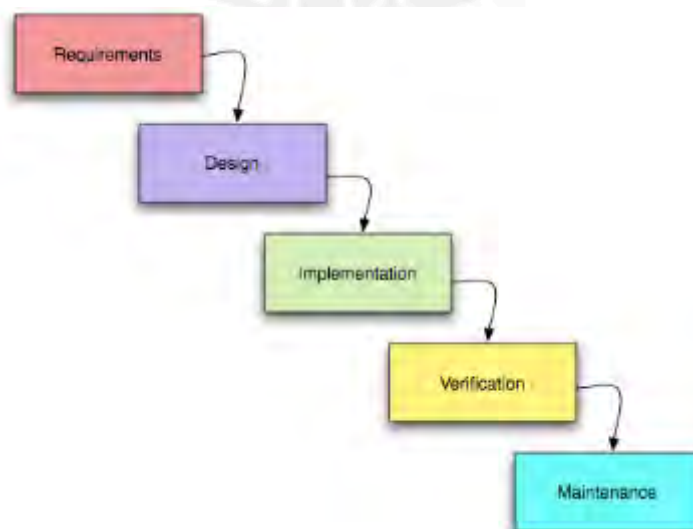 Requirements
Design
Implementation
Verification
Maintenance